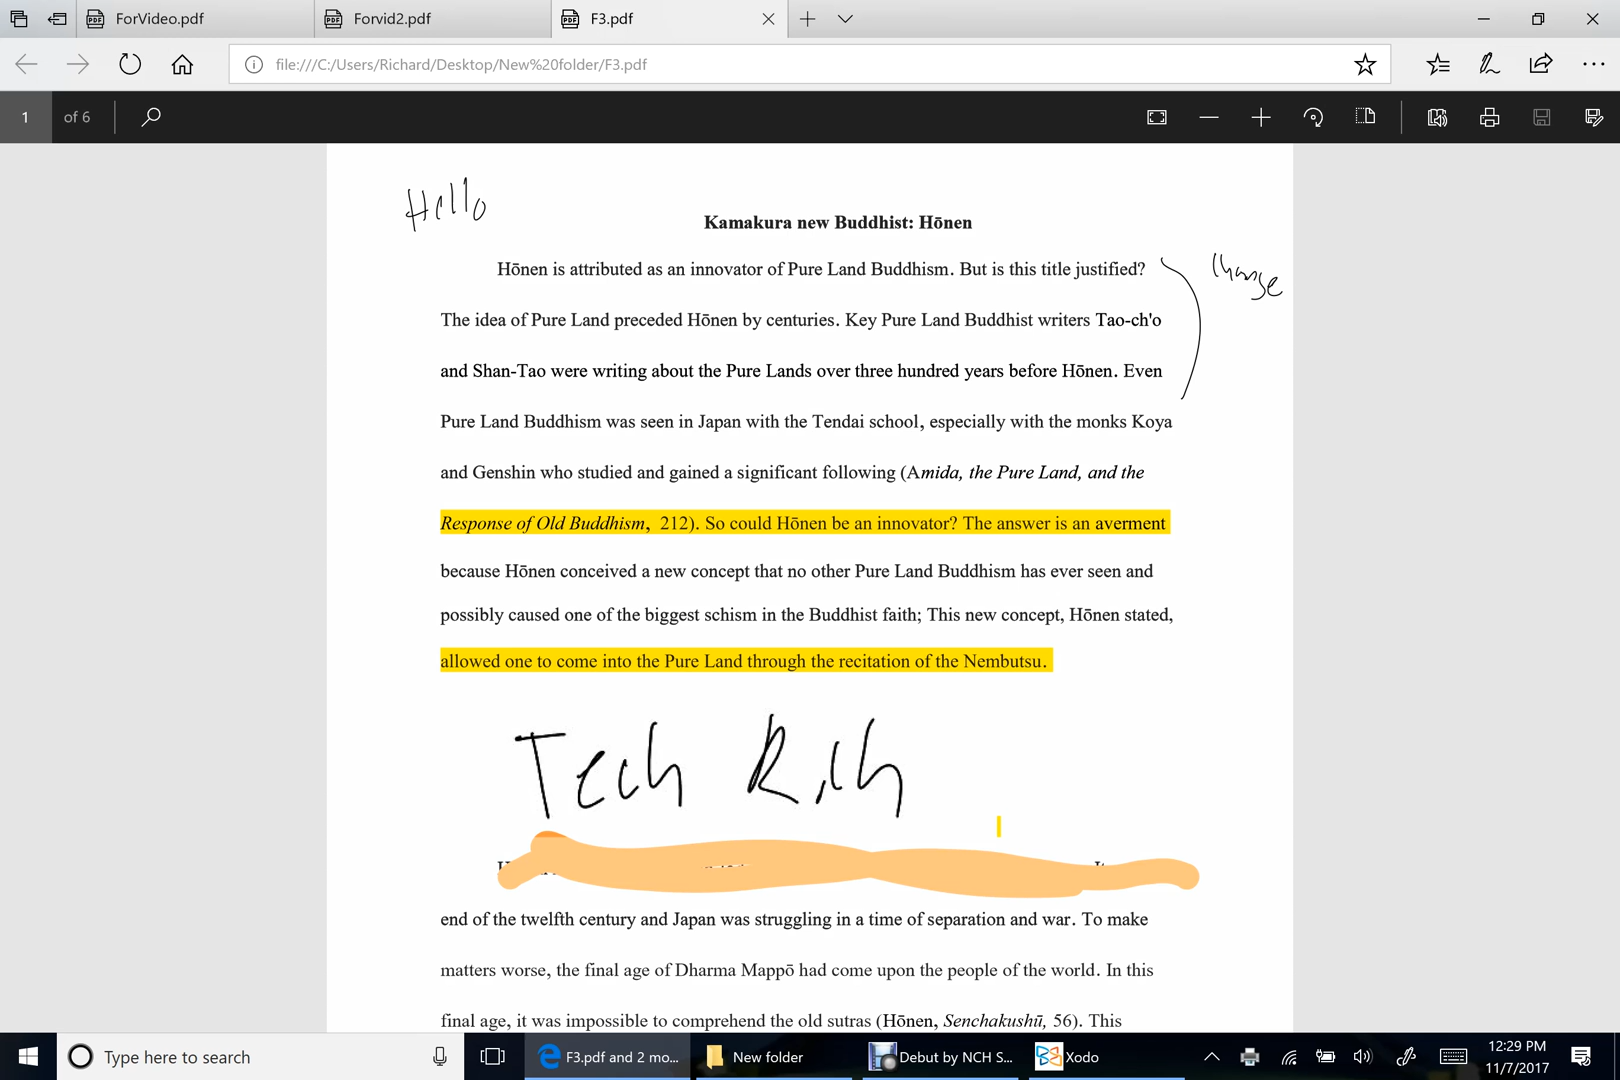 ForVideo.pdf Forvid2.pdf F3.pdf
file:///C:/Users/Richard/Desktop/New%20folder/F3.pdf
1 of 6
Hello
Kamakura new Buddhist: Hōnen
Hōnen is attributed as an innovator of Pure Land Buddhism. But is this title justified?
Change
The idea of Pure Land preceded Hōnen by centuries. Key Pure Land Buddhist writers Tao-ch'o
and Shan-Tao were writing about the Pure Lands over three hundred years before Hōnen. Even
Pure Land Buddhism was seen in Japan with the Tendai school, especially with the monks Koya
and Genshin who studied and gained a significant following (Amida, the Pure Land, and the
Response of Old Buddhism, 212). So could Hōnen be an innovator? The answer is an averment
because Hōnen conceived a new concept that no other Pure Land Buddhism has ever seen and
possibly caused one of the biggest schism in the Buddhist faith; This new concept, Hōnen stated,
allowed one to come into the Pure Land through the recitation of the Nembutsu.
Tech Rich
end of the twelfth century and Japan was struggling in a time of separation and war. To make
matters worse, the final age of Dharma Mappō had come upon the people of the world. In this
final age, it was impossible to comprehend the old sutras (Hōnen, Senchakushū, 56). This
Type here to search F3.pdf and 2 mo... New folder Debut by NCH S... Xodo 12:29 PM
11/7/2017